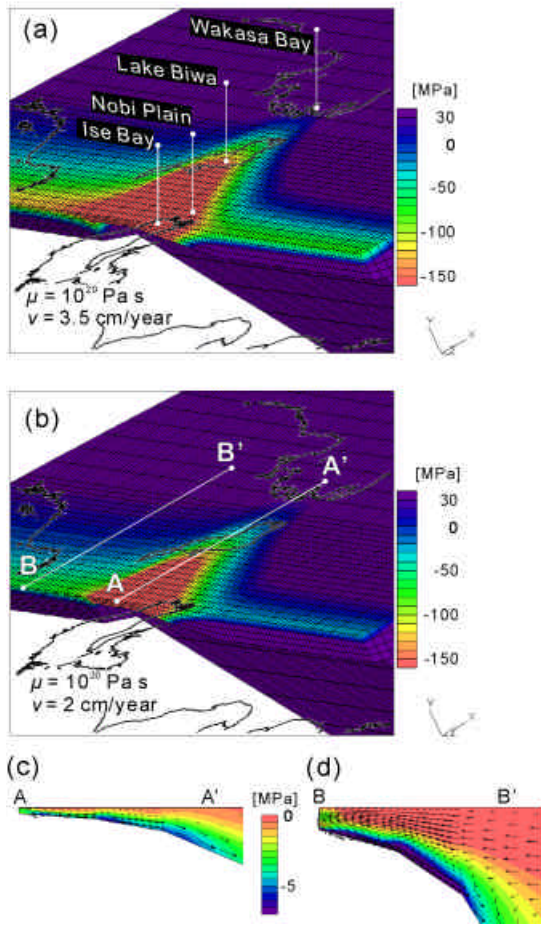 (a)
Wakasa Bay
Lake Biwa
Nobi Plain
Ise Bay
[MPa]
30
0
-50
-100
-150
μ = 10²⁰ Pa s
v = 3.5 cm/year
Y
X
Z
(b)
B'
A'
B
A
30
0
-50
-100
-150
μ = 10²⁰ Pa s
v = 2 cm/year
Y
X
Z
(c)
A
A'
[MPa]
0
-5
(d)
B
B'